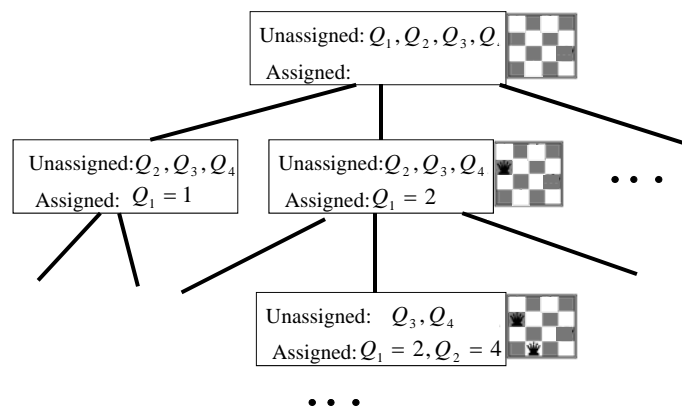 Unassigned: Q₁, Q₂, Q₃, Q
Assigned:
Unassigned: Q₂, Q₃, Q₄
Assigned: Q₁ = 1
Unassigned: Q₂, Q₃, Q₄
Assigned: Q₁ = 2
• • •
Unassigned: Q₃, Q₄
Assigned: Q₁ = 2, Q₂ = 4
• • •